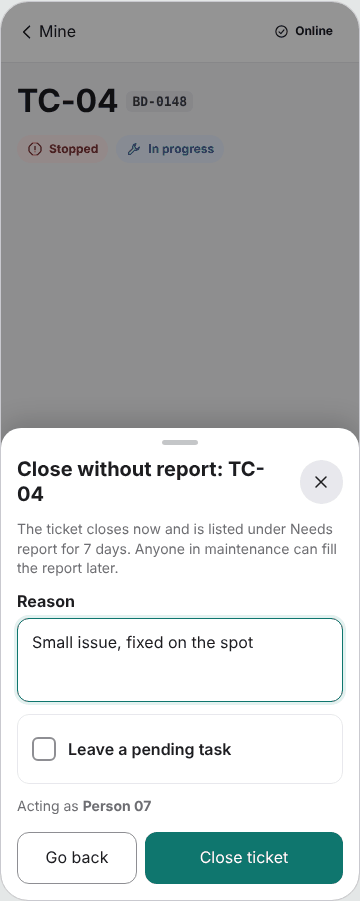 Mine
Online
TC-04 BD-0148
Stopped
In progress
Close without report: TC-
04
The ticket closes now and is listed under Needs
report for 7 days. Anyone in maintenance can fill
the report later.
Reason
Small issue, fixed on the spot
Leave a pending task
Acting as Person 07
Go back
Close ticket